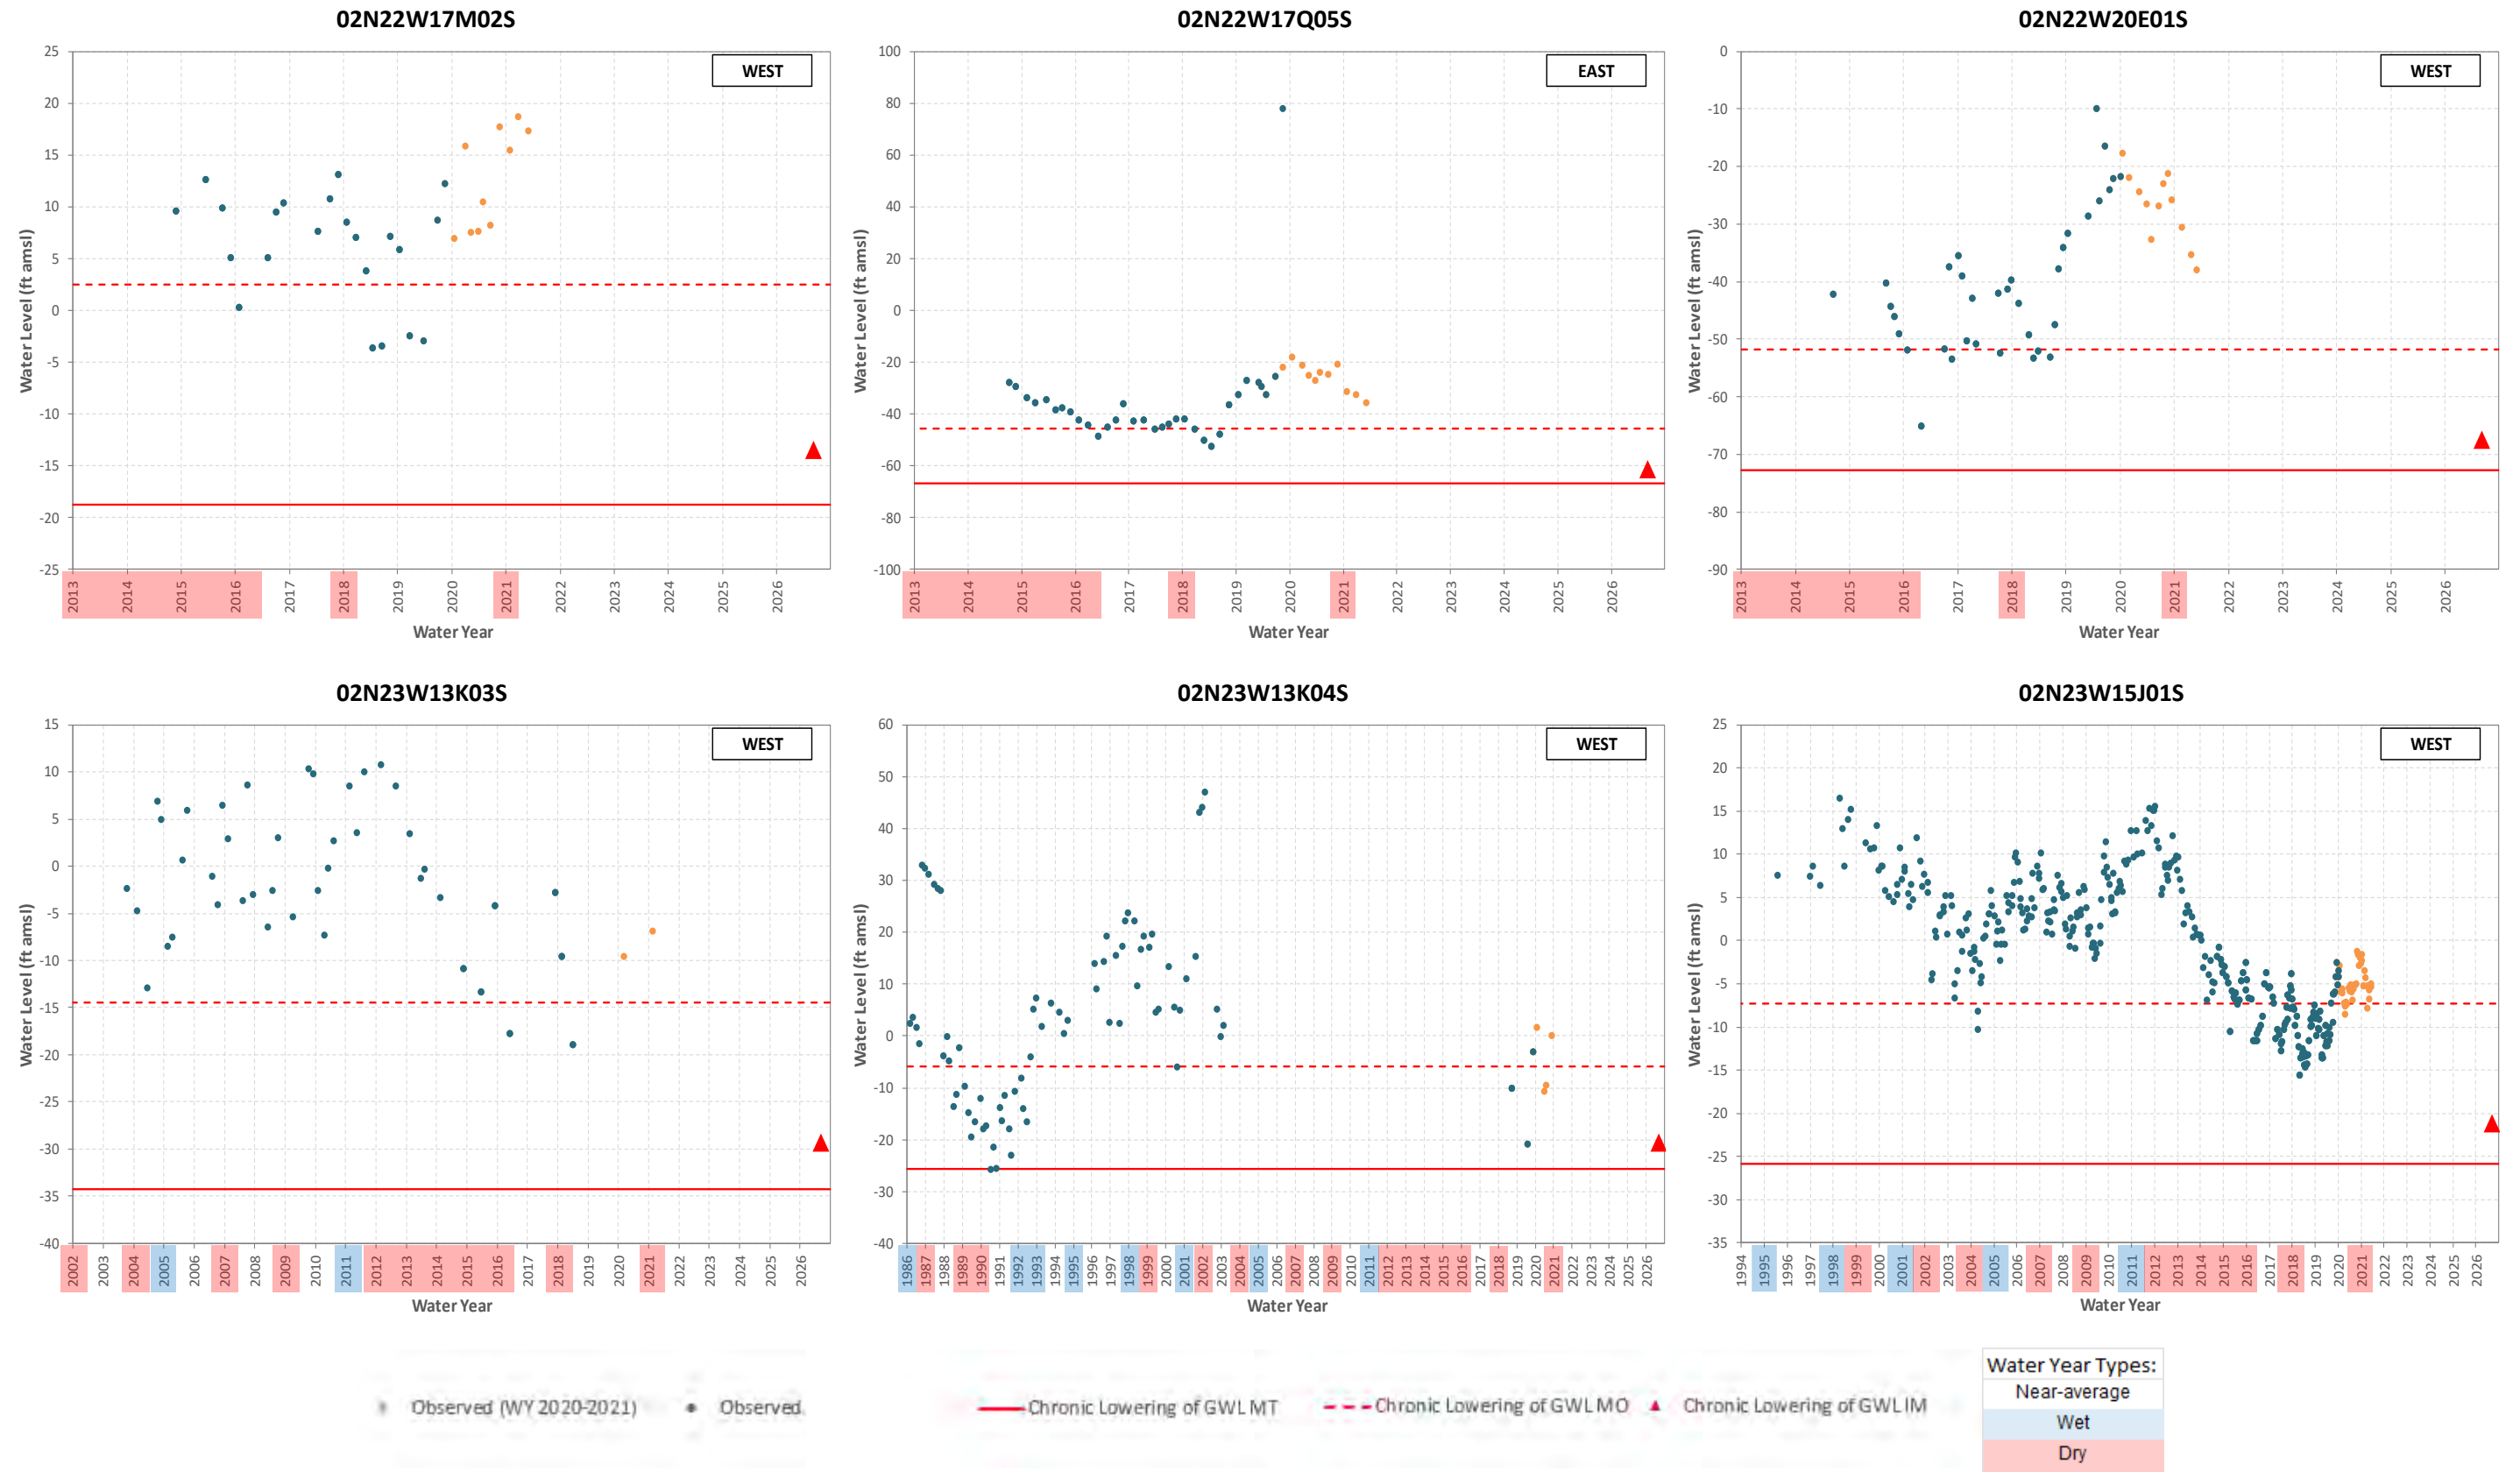 02N22W17M02S
WEST
Water Level (ft amsl)
25
20
15
10
5
0
-5
-10
-15
-20
-25
2013 2014 2015 2016 2017 2018 2019 2020 2021 2022 2023 2024 2025 2026
Water Year
02N22W17Q05S
EAST
Water Level (ft amsl)
100
80
60
40
20
0
-20
-40
-60
-80
-100
2013 2014 2015 2016 2017 2018 2019 2020 2021 2022 2023 2024 2025 2026
Water Year
02N22W20E01S
WEST
Water Level (ft amsl)
0
-10
-20
-30
-40
-50
-60
-70
-80
-90
2013 2014 2015 2016 2017 2018 2019 2020 2021 2022 2023 2024 2025 2026
Water Year
02N23W13K03S
WEST
Water Level (ft amsl)
15
10
5
0
-5
-10
-15
-20
-25
-30
-35
-40
2002 2003 2004 2005 2006 2007 2008 2009 2010 2011 2012 2013 2014 2015 2016 2017 2018 2019 2020 2021 2022 2023 2024 2025 2026
Water Year
02N23W13K04S
WEST
Water Level (ft amsl)
60
50
40
30
20
10
0
-10
-20
-30
-40
1986 1987 1988 1989 1990 1991 1992 1993 1994 1995 1996 1997 1998 1999 2000 2001 2002 2003 2004 2005 2006 2007 2008 2009 2010 2011 2012 2013 2014 2015 2016 2017 2018 2019 2020 2021 2022 2023 2024 2025 2026
Water Year
02N23W15J01S
WEST
Water Level (ft amsl)
25
20
15
10
5
0
-5
-10
-15
-20
-25
-30
-35
1994 1995 1996 1997 1998 1999 2000 2001 2002 2003 2004 2005 2006 2007 2008 2009 2010 2011 2012 2013 2014 2015 2016 2017 2018 2019 2020 2021 2022 2023 2024 2025 2026
Water Year
Observed (WY 2020-2021) Observed Chronic Lowering of GWL MT Chronic Lowering of GWL MO Chronic Lowering of GWL IM
Water Year Types:
Near-average
Wet
Dry